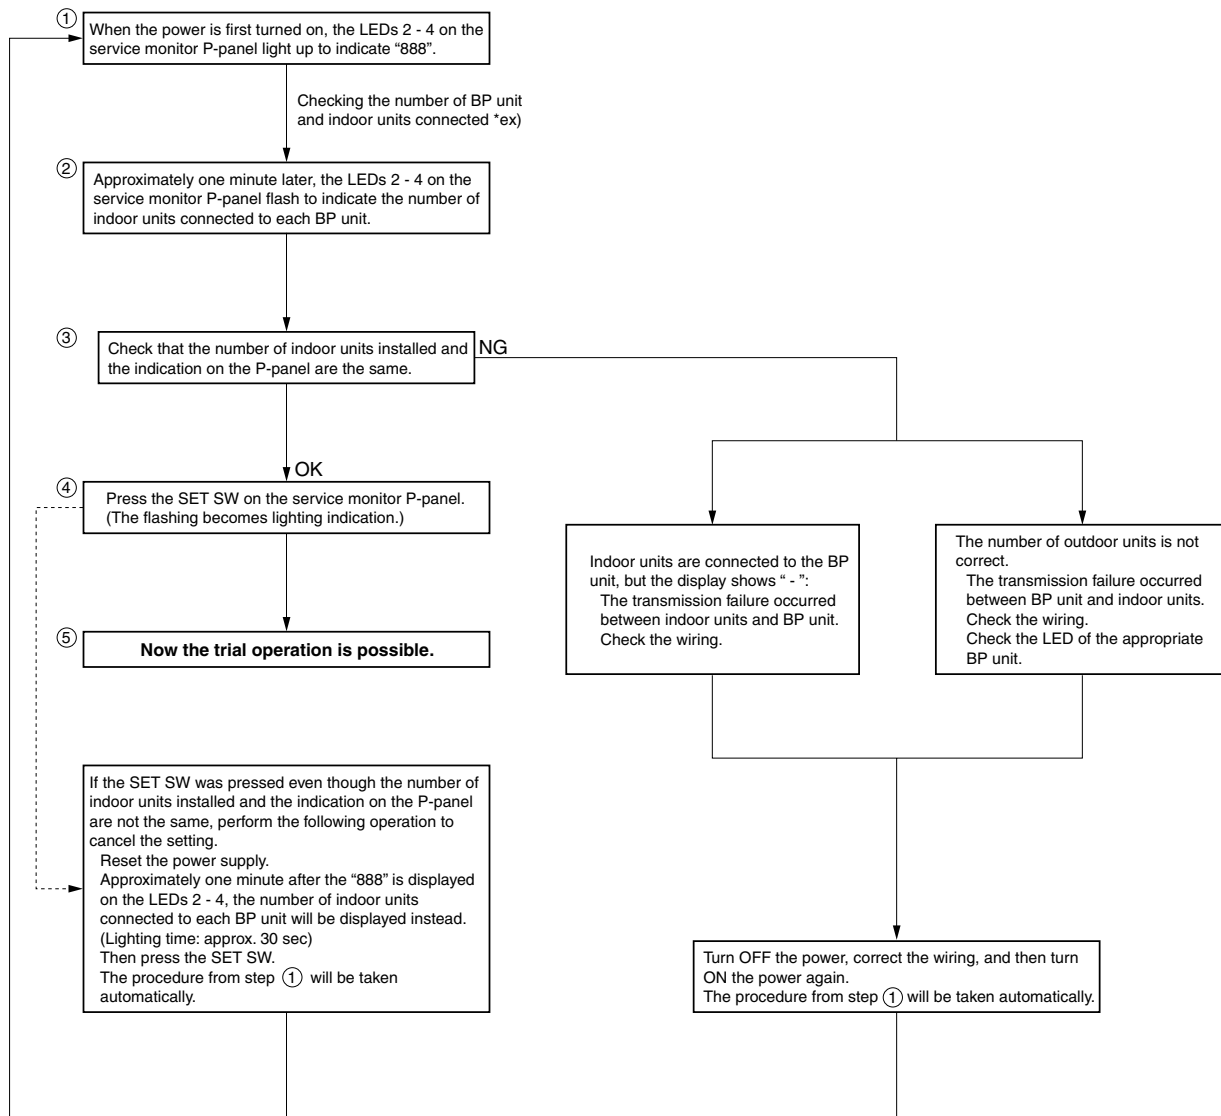 ① When the power is first turned on, the LEDs 2 - 4 on the
service monitor P-panel light up to indicate “888”.
Checking the number of BP unit
and indoor units connected *ex)
② Approximately one minute later, the LEDs 2 - 4 on the
service monitor P-panel flash to indicate the number of
indoor units connected to each BP unit.
③ Check that the number of indoor units installed and
the indication on the P-panel are the same.
NG
OK
④ Press the SET SW on the service monitor P-panel.
(The flashing becomes lighting indication.)
⑤ Now the trial operation is possible.
If the SET SW was pressed even though the number of
indoor units installed and the indication on the P-panel
are not the same, perform the following operation to
cancel the setting.
Reset the power supply.
Approximately one minute after the “888” is displayed
on the LEDs 2 - 4, the number of indoor units
connected to each BP unit will be displayed instead.
(Lighting time: approx. 30 sec)
Then press the SET SW.
The procedure from step ① will be taken
automatically.
Indoor units are connected to the BP
unit, but the display shows “ - ”:
The transmission failure occurred
between indoor units and BP unit.
Check the wiring.
The number of outdoor units is not
correct.
The transmission failure occurred
between BP unit and indoor units.
Check the wiring.
Check the LED of the appropriate
BP unit.
Turn OFF the power, correct the wiring, and then turn
ON the power again.
The procedure from step ① will be taken automatically.